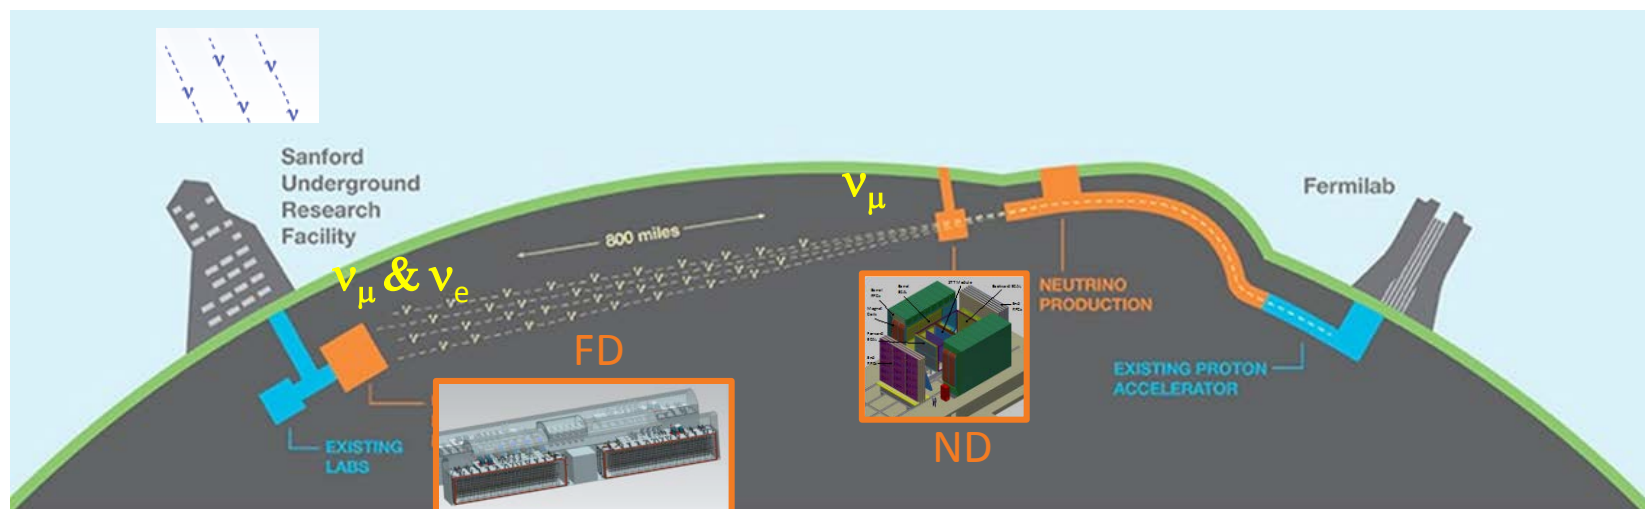 ν ν ν
ν ν ν
Sanford
Underground
Research
Facility
Fermilab
νμ
800 miles
νμ & νe
NEUTRINO
PRODUCTION
FD
EXISTING PROTON
ACCELERATOR
ND
EXISTING
LABS